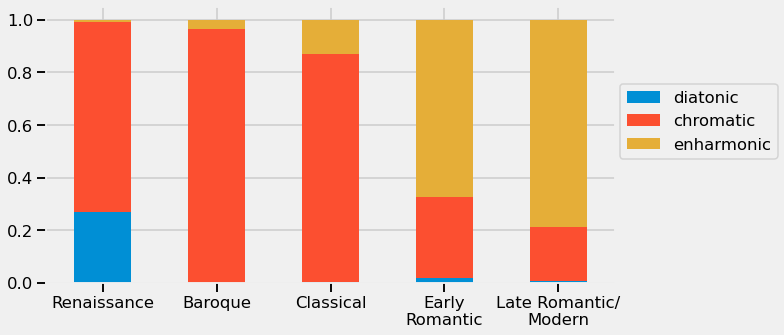 1.0
0.8
0.6
0.4
0.2
0.0
Renaissance
Baroque
Classical
Early
Romantic
Late Romantic/
Modern
diatonic
chromatic
enharmonic